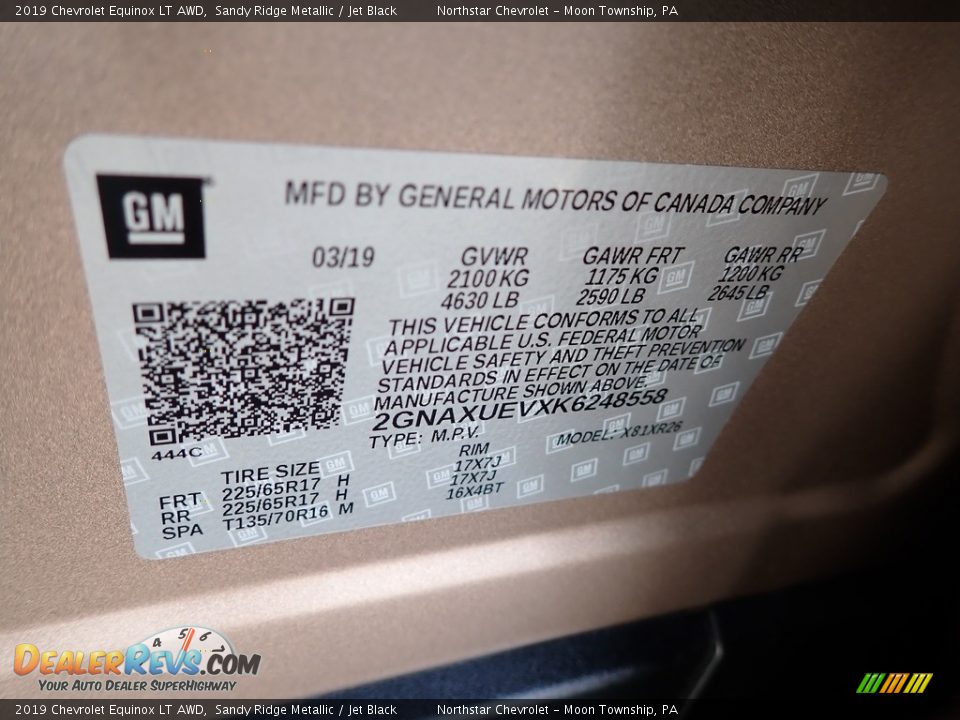 2019 Chevrolet Equinox LT AWD, Sandy Ridge Metallic / Jet Black Northstar Chevrolet - Moon Township, PA
GM
MFD BY GENERAL MOTORS OF CANADA COMPANY
03/19 GVWR GAWR FRT GAWR RR
2100 KG 1175 KG 1200 KG
4630 LB 2590 LB 2645 LB
THIS VEHICLE CONFORMS TO ALL
APPLICABLE U.S. FEDERAL MOTOR
VEHICLE SAFETY AND THEFT PREVENTION
STANDARDS IN EFFECT ON THE DATE OF
MANUFACTURE SHOWN ABOVE.
2GNAXUEVXK6248558
TYPE: M.P.V. MODEL: X81XR26
444C
TIRE SIZE RIM
FRT 225/65R17 H 17X7J
RR 225/65R17 H 17X7J
SPA T135/70R16 M 16X4BT
4 5 6
DEALERREVS.COM
YOUR AUTO DEALER SUPERHIGHWAY
2019 Chevrolet Equinox LT AWD, Sandy Ridge Metallic / Jet Black Northstar Chevrolet - Moon Township, PA